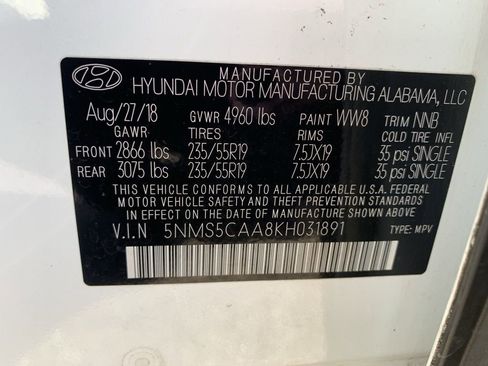 MANUFACTURED BY
HYUNDAI MOTOR MANUFACTURING ALABAMA, LLC
Aug/27/18 GVWR 4960 lbs PAINT WW8 TRIM NNB
GAWR TIRES RIMS COLD TIRE INFL
FRONT 2866 lbs 235/55R19 7.5JX19 35 psi SINGLE
REAR 3075 lbs 235/55R19 7.5JX19 35 psi SINGLE
THIS VEHICLE CONFORMS TO ALL APPLICABLE U.S.A. FEDERAL
MOTOR VEHICLE SAFETY AND THEFT PREVENTION STANDARDS
IN EFFECT ON THE DATE OF MANUFACTURE SHOWN ABOVE.
V.I.N 5NMS5CAA8KH031891 TYPE: MPV